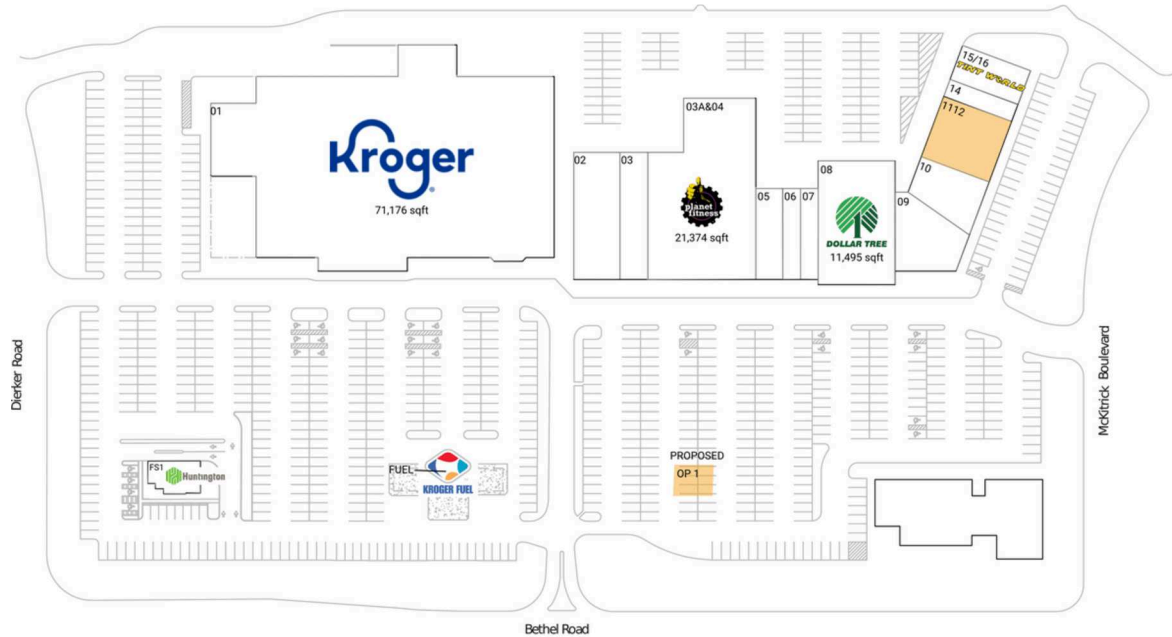 15/16
TINT WORLD
14
1112
10
01
Kroger
71,176 sqft
03A&04
02
03
planet
fitness
21,374 sqft
05
06
07
08
DOLLAR TREE
11,495 sqft
09
Dierker Road
McKitrick Boulevard
FS1
Huntington
FUEL
KROGER FUEL
PROPOSED
OP 1
Bethel Road